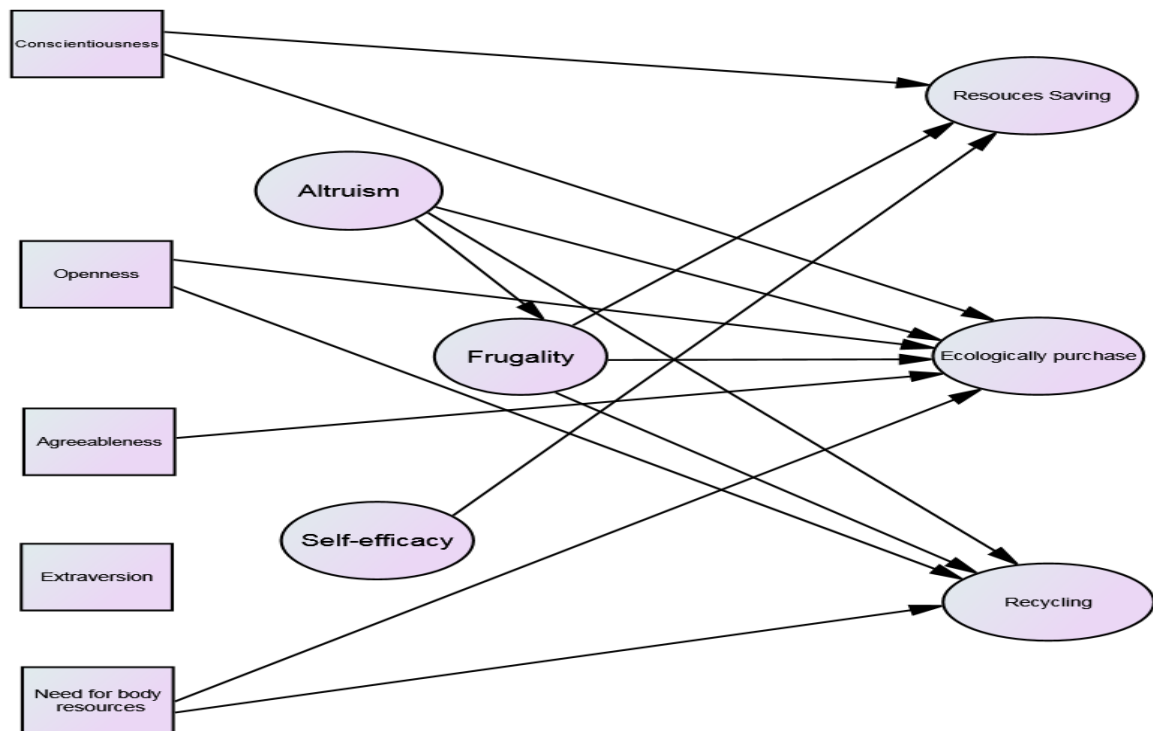 Conscientiousness
Resouces Saving
Altruism
Openness
Frugality
Ecologically purchase
Agreeableness
Self-efficacy
Extraversion
Recycling
Need for body
resources